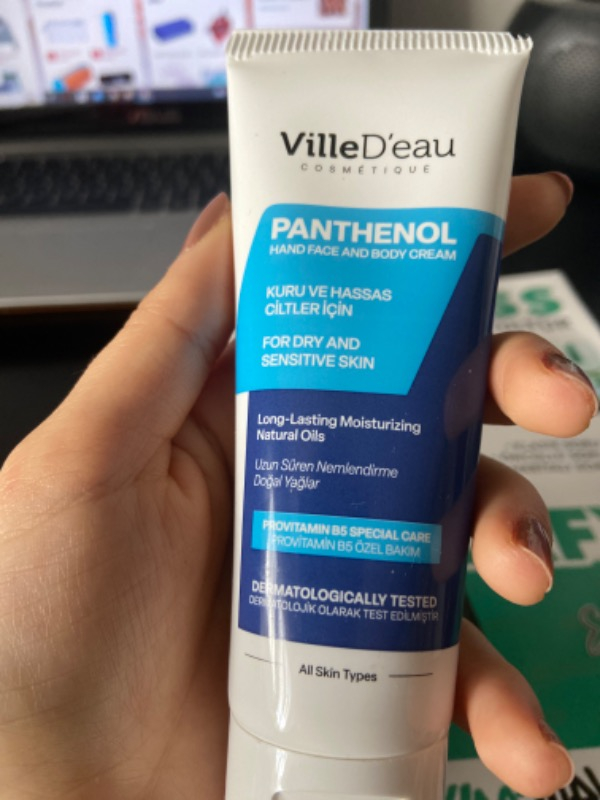 VilleD'eau
COSMÉTIQUE
PANTHENOL
HAND FACE AND BODY CREAM
KURU VE HASSAS
CİLTLER İÇİN
FOR DRY AND
SENSITIVE SKIN
Long-Lasting Moisturizing
Natural Oils
Uzun Süren Nemlendirme
Doğal Yağlar
PROVITAMIN B5 SPECIAL CARE
PROVİTAMİN B5 ÖZEL BAKIM
DERMATOLOGICALLY TESTED
DERMATOLOJİK OLARAK TEST EDİLMİŞTİR
All Skin Types